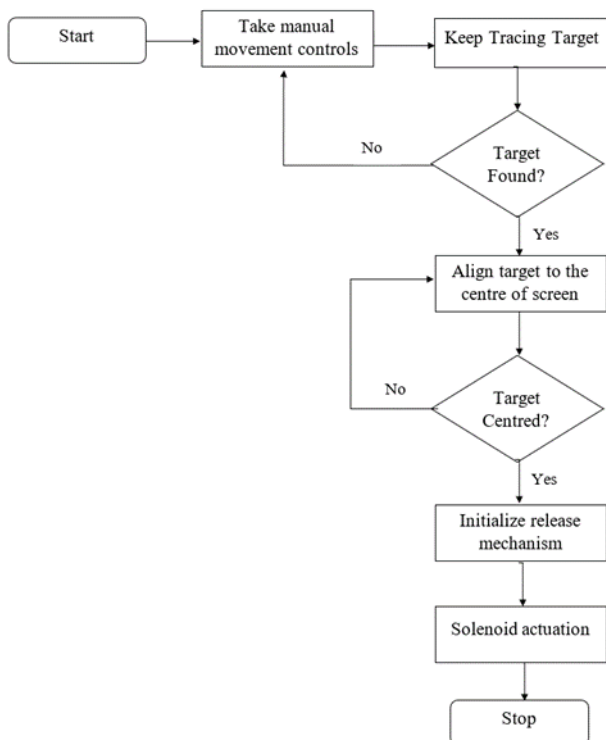 Start
Take manual
movement controls
Keep Tracing Target
No
Target
Found?
Yes
Align target to the
centre of screen
No
Target
Centred?
Yes
Initialize release
mechanism
Solenoid actuation
Stop